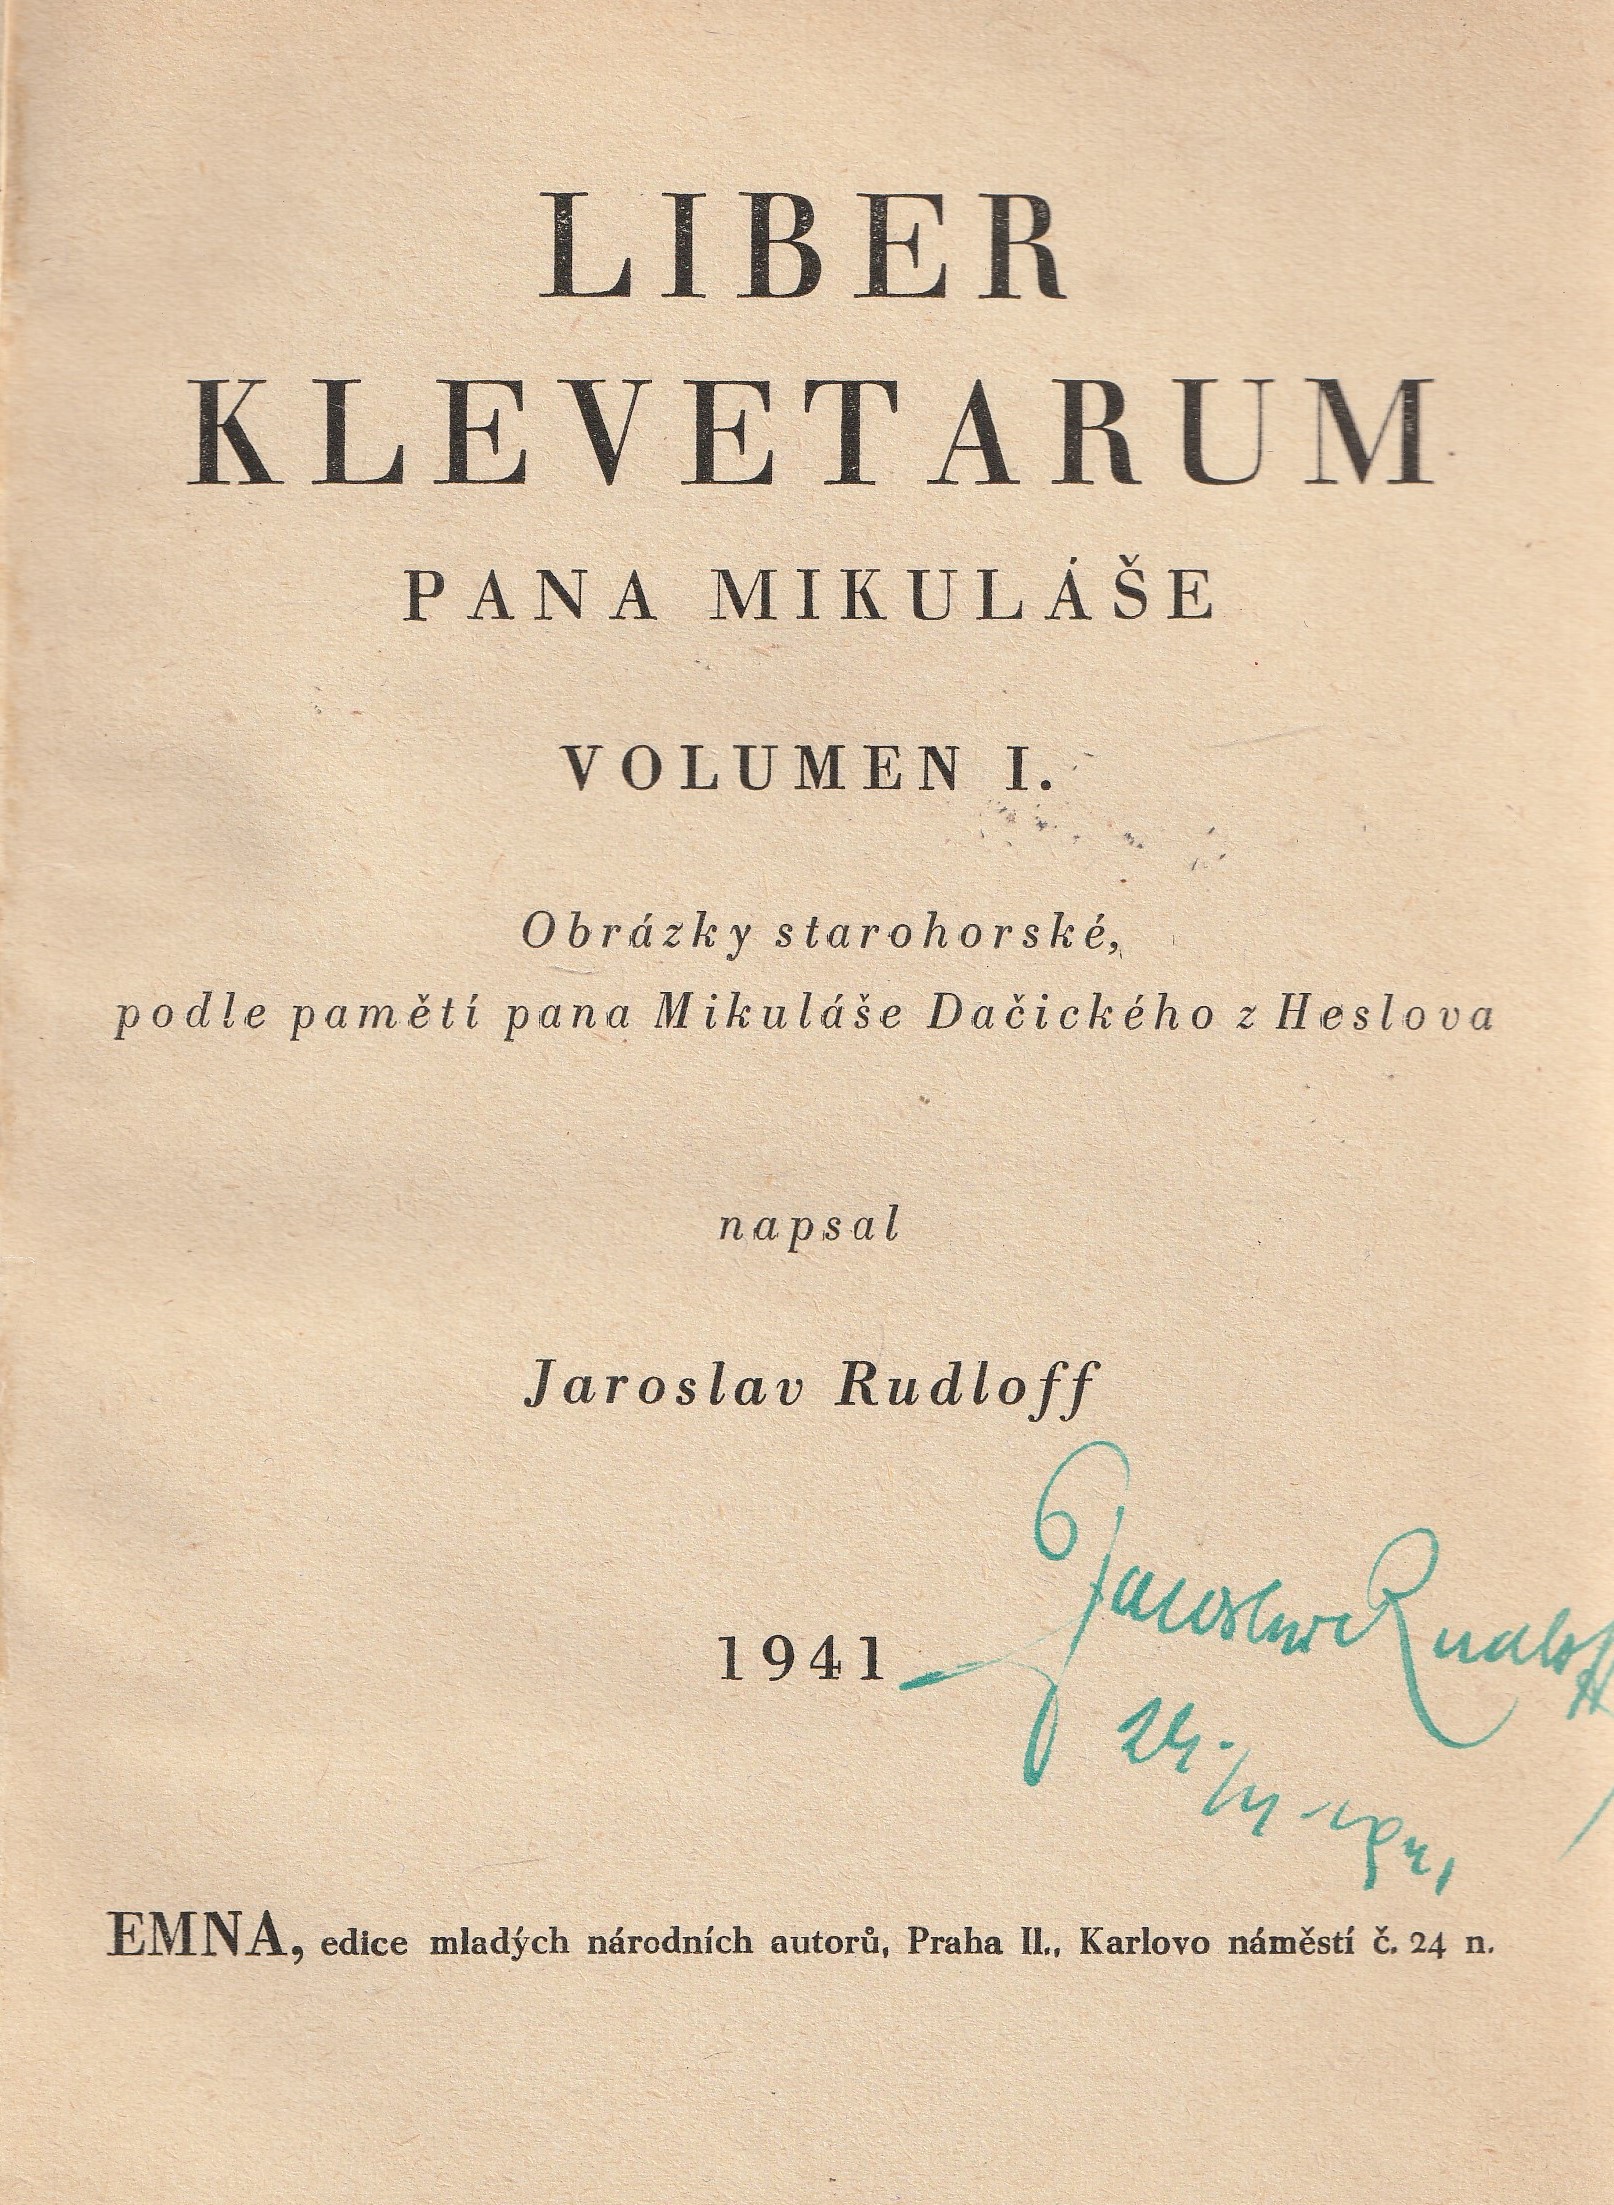 LIBER
KLEVETARUM
PANA MIKULÁŠE
VOLUMEN I.
Obrázky starohorské,
podle pamětí pana Mikuláše Dačického z Heslova
napsal
Jaroslav Rudloff
1941
Jaroslav Rudloff
EMNA, edice mladých národních autorů, Praha II., Karlovo náměstí č. 24 n.